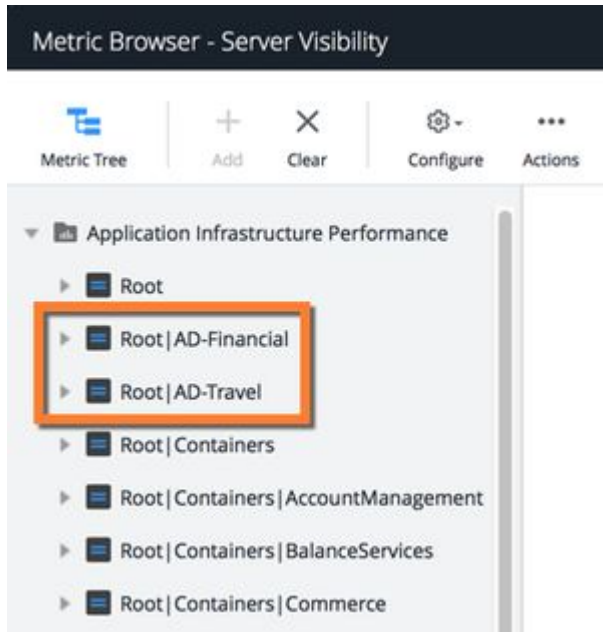 Metric Browser - Server Visibility
Metric Tree
Add
Clear
Configure
Actions
Application Infrastructure Performance
Root
Root|AD-Financial
Root|AD-Travel
Root|Containers
Root|Containers|AccountManagement
Root|Containers|BalanceServices
Root|Containers|Commerce